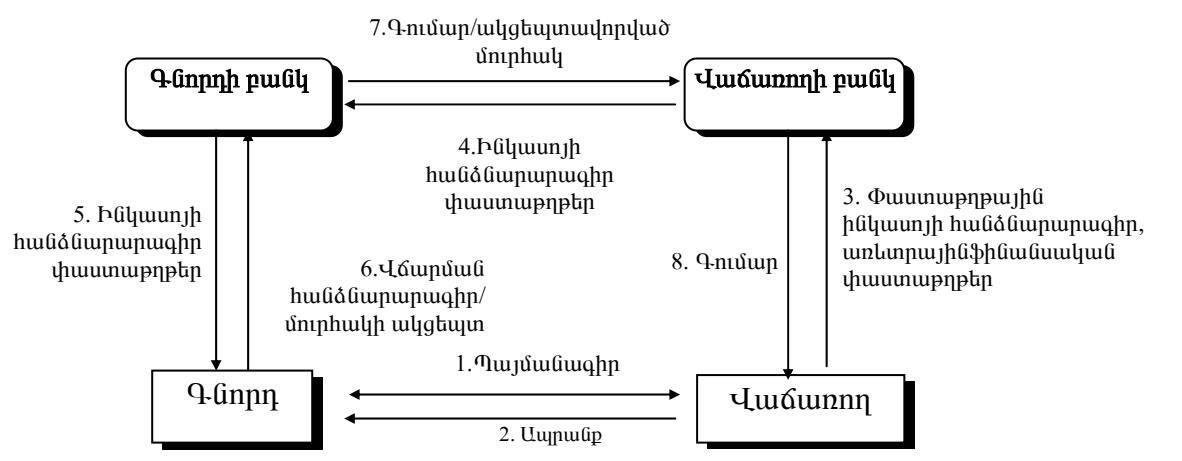 7.Գումար/ակցեպտավորված
մուրհակ
Գնորդի բանկ
Վաճառողի բանկ
4.Ինկասոյի
հանձնարարագիր
փաստաթղթեր
5. Ինկասոյի
հանձնարարագիր
փաստաթղթեր
3. Փաստաթղթային
ինկասոյի հանձնարարագիր,
առևտրայինֆինանսական
փաստաթղթեր
6.Վճարման
հանձնարարագիր/
մուրհակի ակցեպտ
8. Գումար
1.Պայմանագիր
Գնորդ
Վաճառող
2. Ապրանք